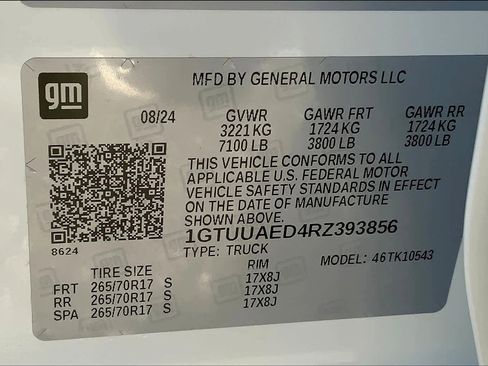 gm
MFD BY GENERAL MOTORS LLC
08/24 GVWR GAWR FRT GAWR RR
3221 KG 1724 KG 1724 KG
7100 LB 3800 LB 3800 LB
THIS VEHICLE CONFORMS TO ALL
APPLICABLE U.S. FEDERAL MOTOR
VEHICLE SAFETY STANDARDS IN EFFECT
ON THE DATE OF MANUFACTURE
SHOWN ABOVE.
1GTUUAED4RZ393856
8624 TYPE: TRUCK MODEL: 46TK10543
TIRE SIZE RIM
FRT 265/70R17 S 17X8J
RR 265/70R17 S 17X8J
SPA 265/70R17 S 17X8J